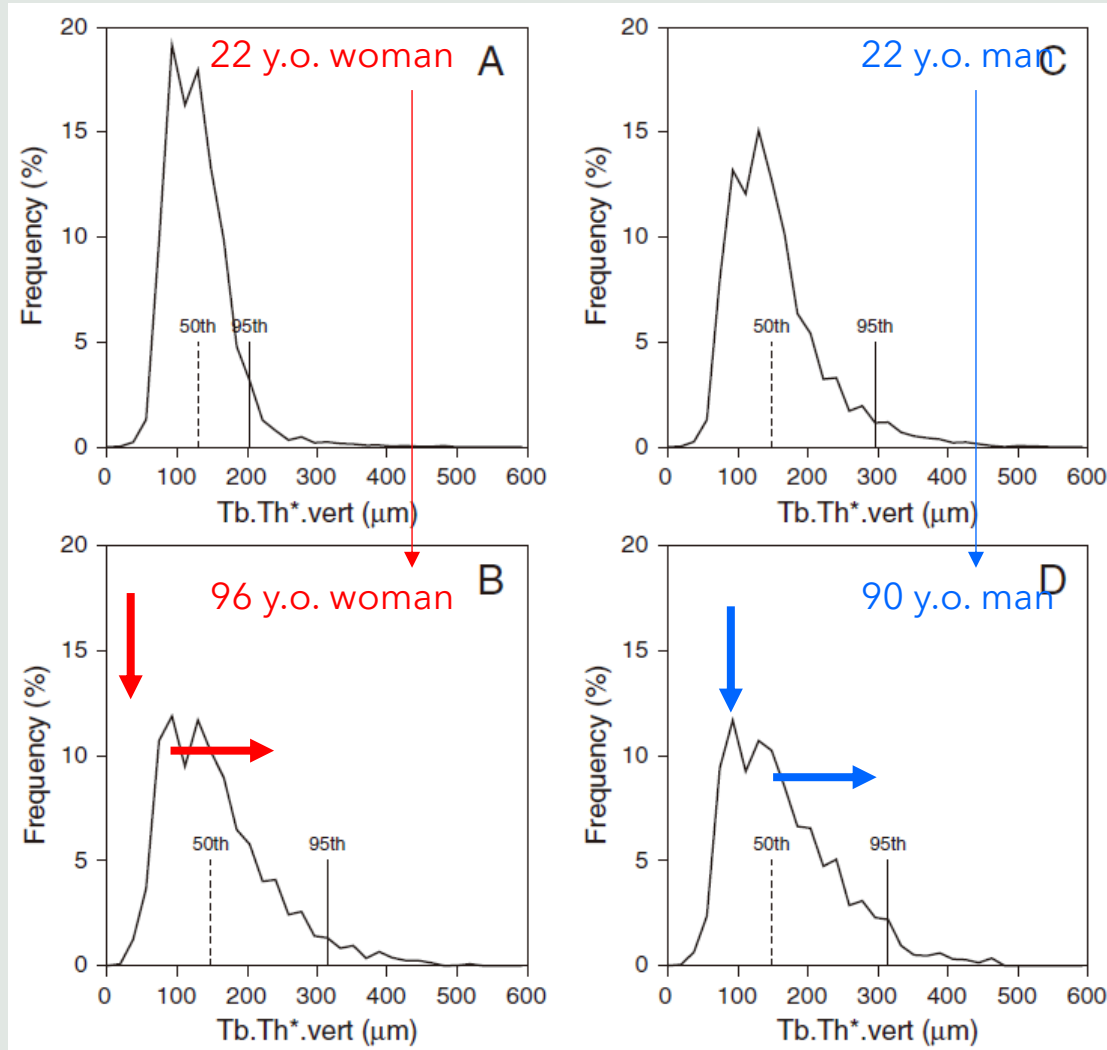 22 y.o. woman
A
20
15
10
5
0
Frequency (%)
50th
95th
0 100 200 300 400 500 600
Tb.Th*.vert (μm)
22 y.o. man
C
20
15
10
5
0
Frequency (%)
50th
95th
0 100 200 300 400 500 600
Tb.Th*.vert (μm)
96 y.o. woman
B
20
15
10
5
0
Frequency (%)
50th
95th
0 100 200 300 400 500 600
Tb.Th*.vert (μm)
90 y.o. man
D
20
15
10
5
0
Frequency (%)
50th
95th
0 100 200 300 400 500 600
Tb.Th*.vert (μm)